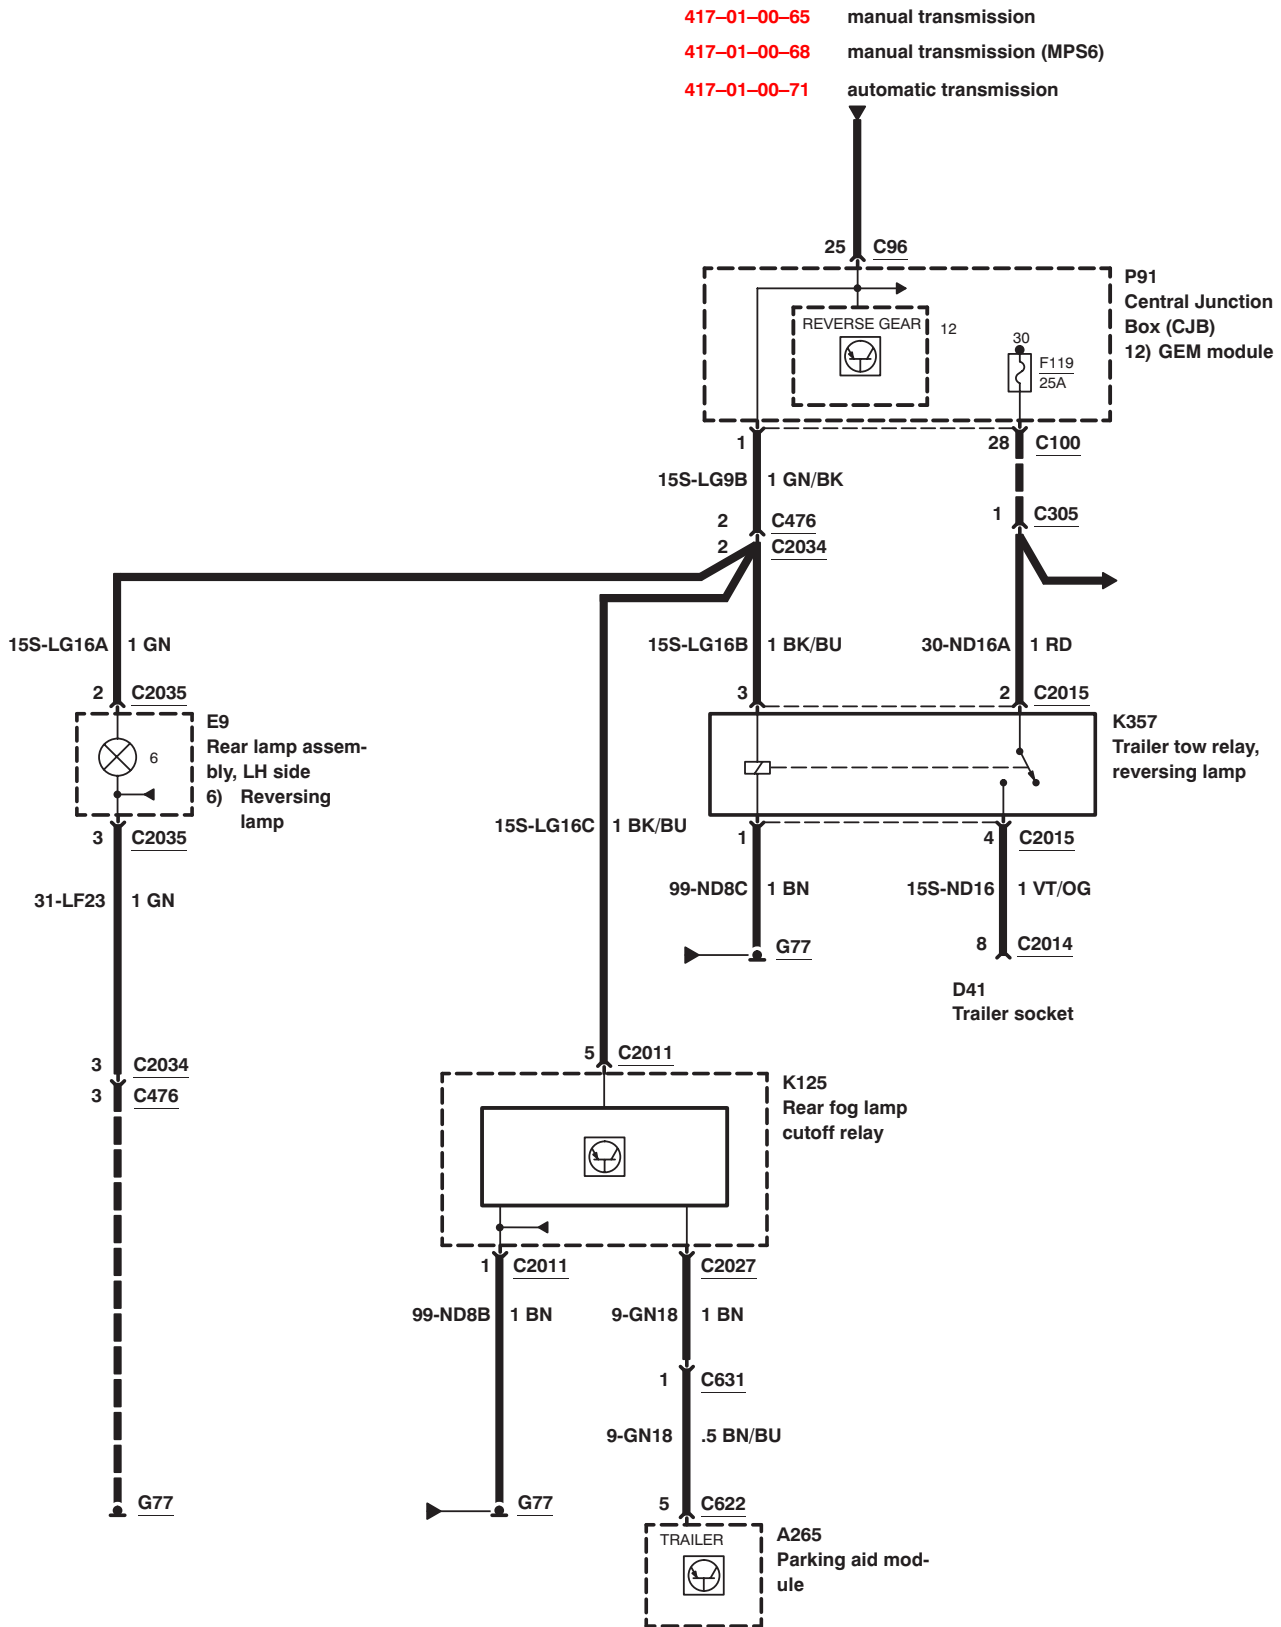 417–01–00–65 manual transmission
417–01–00–68 manual transmission (MPS6)
417–01–00–71 automatic transmission
25 C96
P91
Central Junction
Box (CJB)
12) GEM module
REVERSE GEAR 12
30
F119
25A
1
28 C100
15S-LG9B 1 GN/BK
1 C305
2 C476
2 C2034
15S-LG16A 1 GN
15S-LG16B 1 BK/BU
30-ND16A 1 RD
2 C2035
3
2 C2015
E9
Rear lamp assem-
bly, LH side
6) Reversing
lamp
6
K357
Trailer tow relay,
reversing lamp
15S-LG16C 1 BK/BU
3 C2035
1
4 C2015
31-LF23 1 GN
99-ND8C 1 BN
15S-ND16 1 VT/OG
G77
8 C2014
D41
Trailer socket
5 C2011
3 C2034
3 C476
K125
Rear fog lamp
cutoff relay
1 C2011
C2027
99-ND8B 1 BN
9-GN18 1 BN
1 C631
9-GN18 .5 BN/BU
G77
G77
5 C622
TRAILER
A265
Parking aid mod-
ule